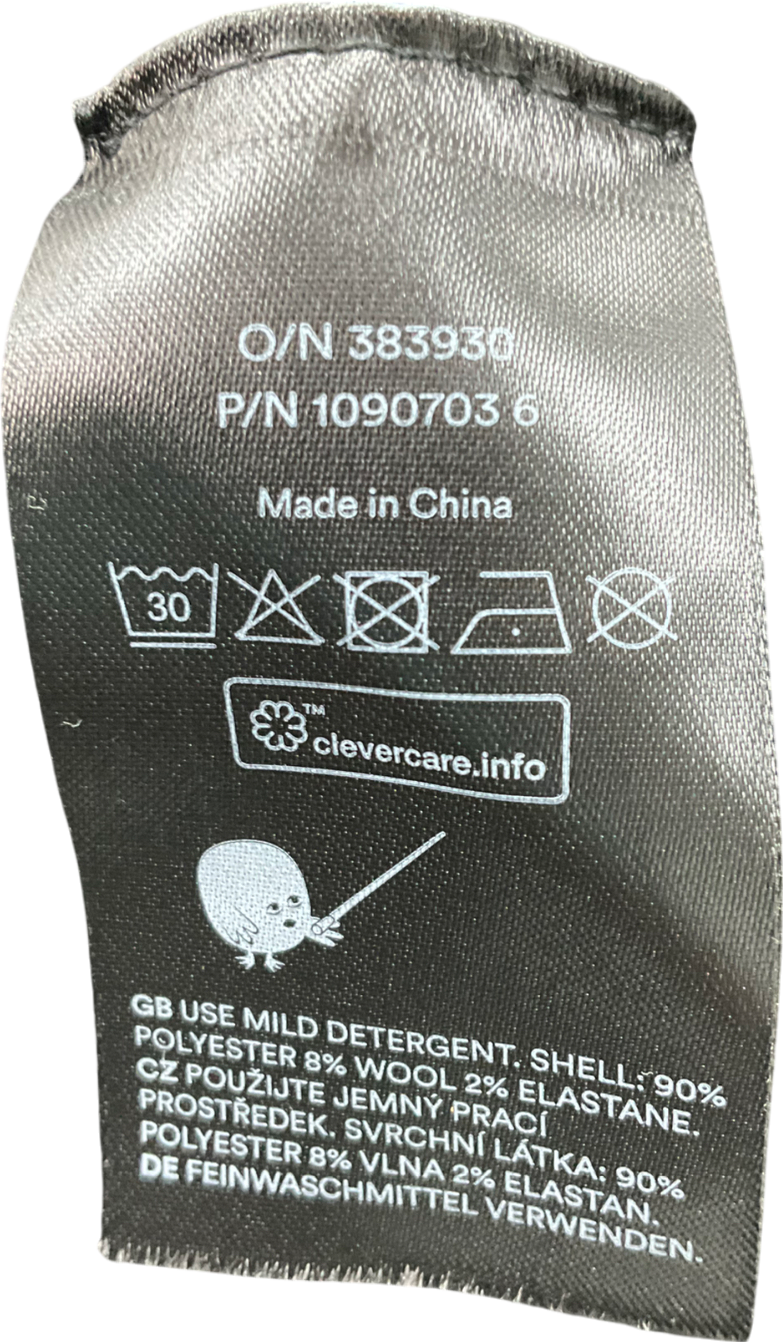 O/N 383930
P/N 1090703 6
Made in China
30
™
clevercare.info
GB USE MILD DETERGENT. SHELL: 90%
POLYESTER 8% WOOL 2% ELASTANE.
CZ POUŽIJTE JEMNÝ PRACÍ
PROSTŘEDEK. SVRCHNÍ LÁTKA: 90%
POLYESTER 8% VLNA 2% ELASTAN.
DE FEINWASCHMITTEL VERWENDEN.